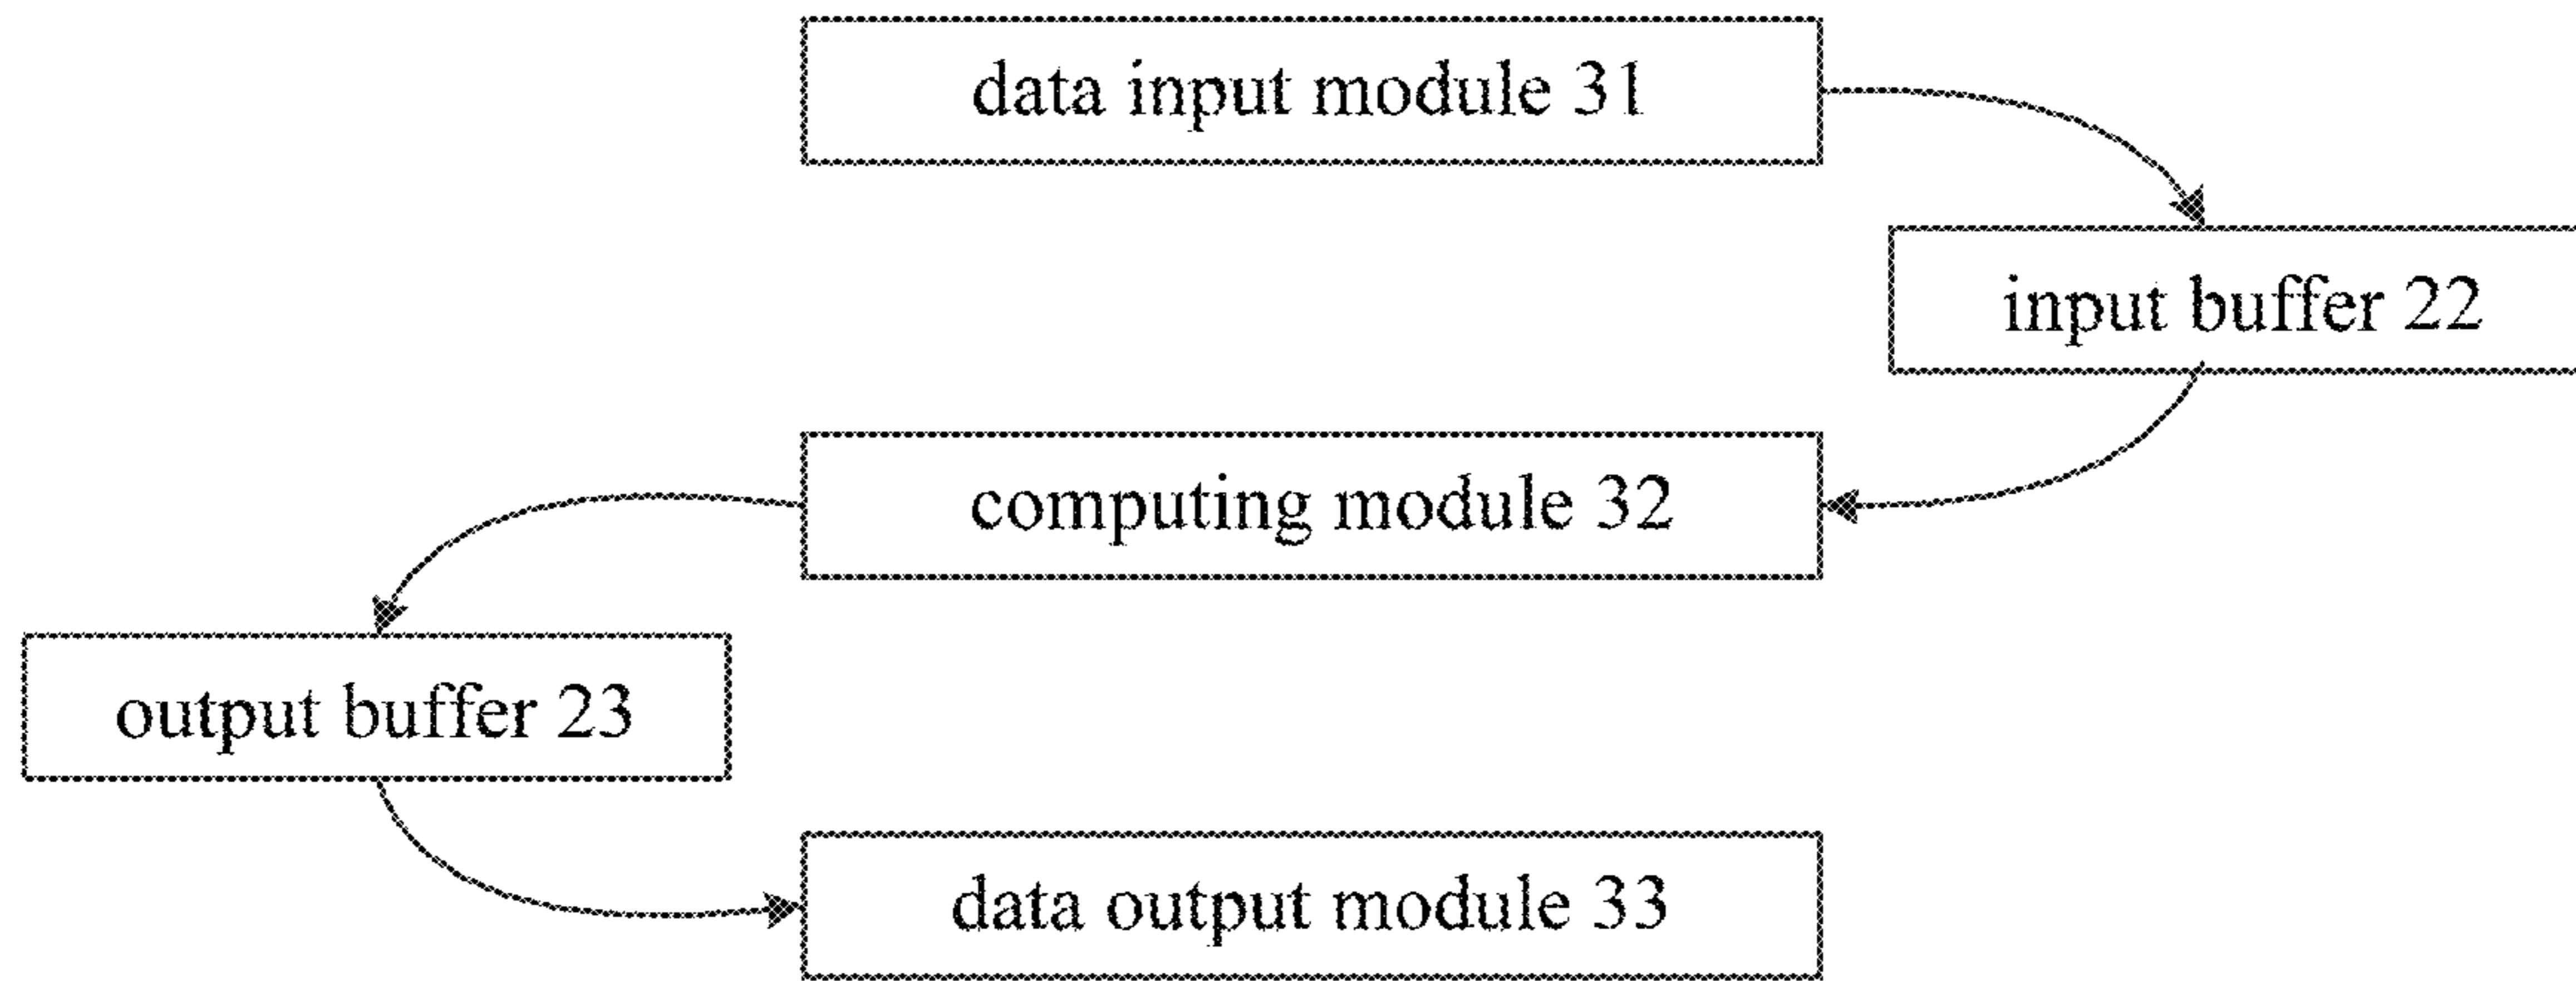 data input module 31
input buffer 22
computing module 32
output buffer 23
data output module 33